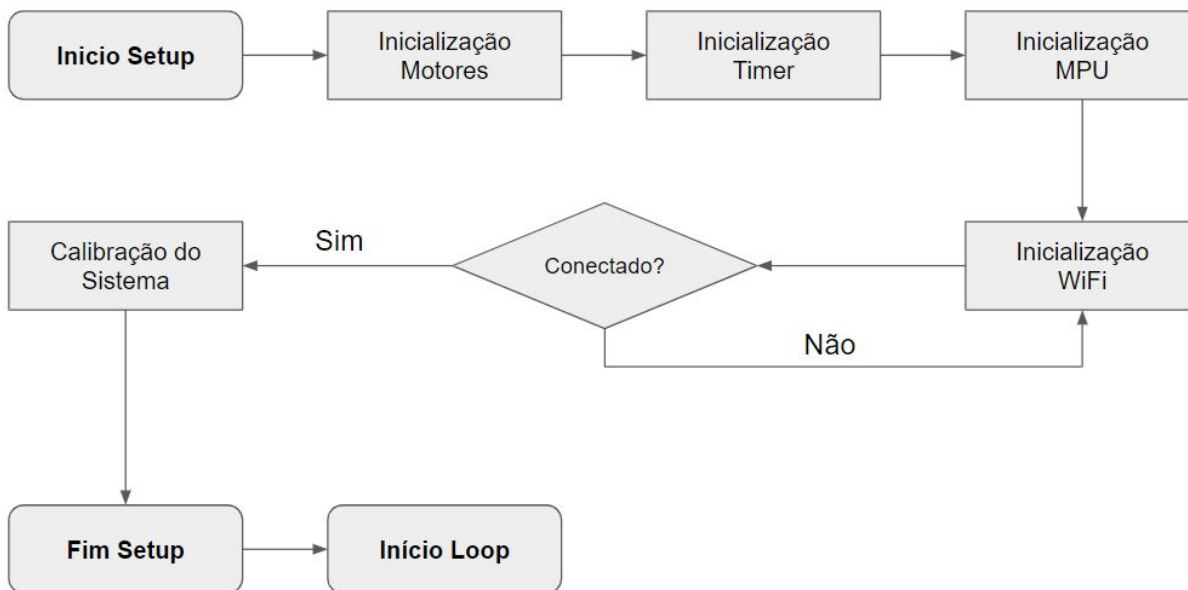 Inicio Setup
Inicialização
Motores
Inicialização
Timer
Inicialização
MPU
Inicialização
WiFi
Conectado?
Sim
Não
Calibração do
Sistema
Fim Setup
Início Loop